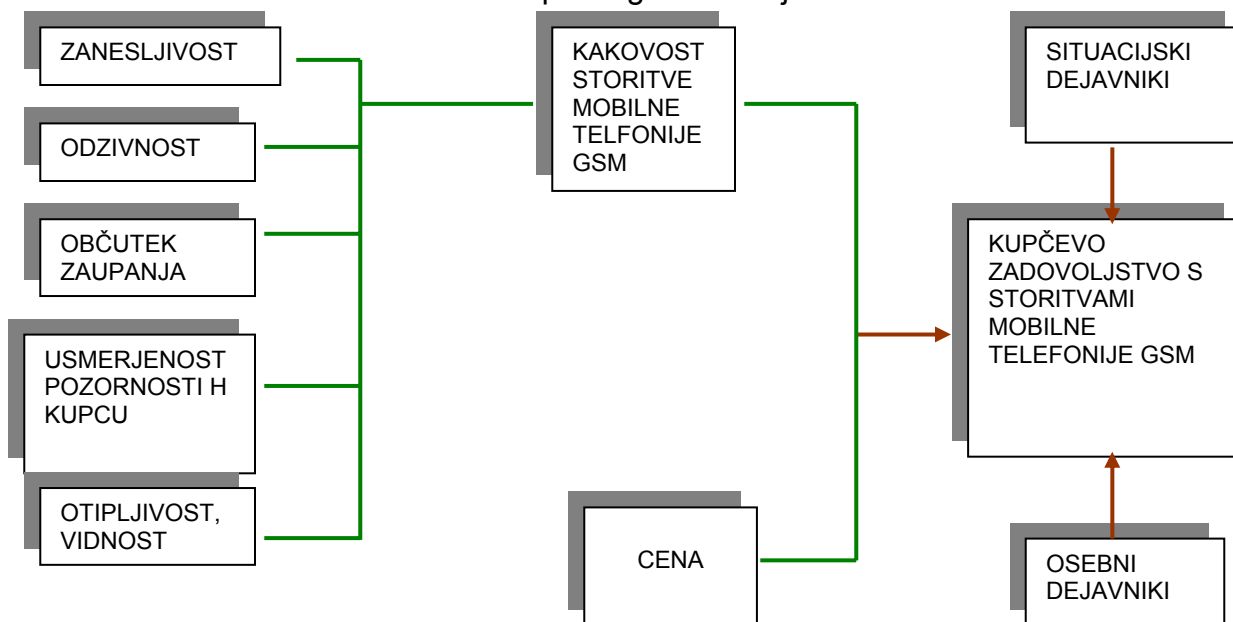 ZANESLJIVOST
ODZIVNOST
OBČUTEK
ZAUPANJA
USMERJENOST
POZORNOSTI H
KUPCU
OTIPLJIVOST,
VIDNOST
KAKOVOST
STORITVE
MOBILNE
TELFONIJE
GSM
CENA
SITUACIJSKI
DEJAVNIKI
KUPČEVO
ZADOVOLJSTVO S
STORITVAMI
MOBILNE
TELEFONIJE GSM
OSEBNI
DEJAVNIKI